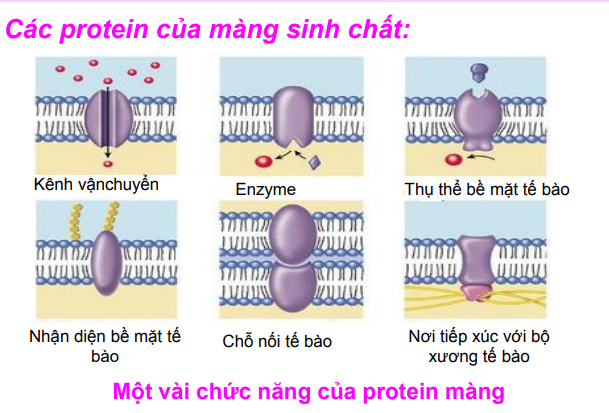 Các protein của màng sinh chất:
Kênh vậnchuyển
Enzyme
Thụ thể bề mặt tế bào
Nhận diện bề mặt tế
bào
Chỗ nối tế bào
Nơi tiếp xúc với bộ
xương tế bào
Một vài chức năng của protein màng